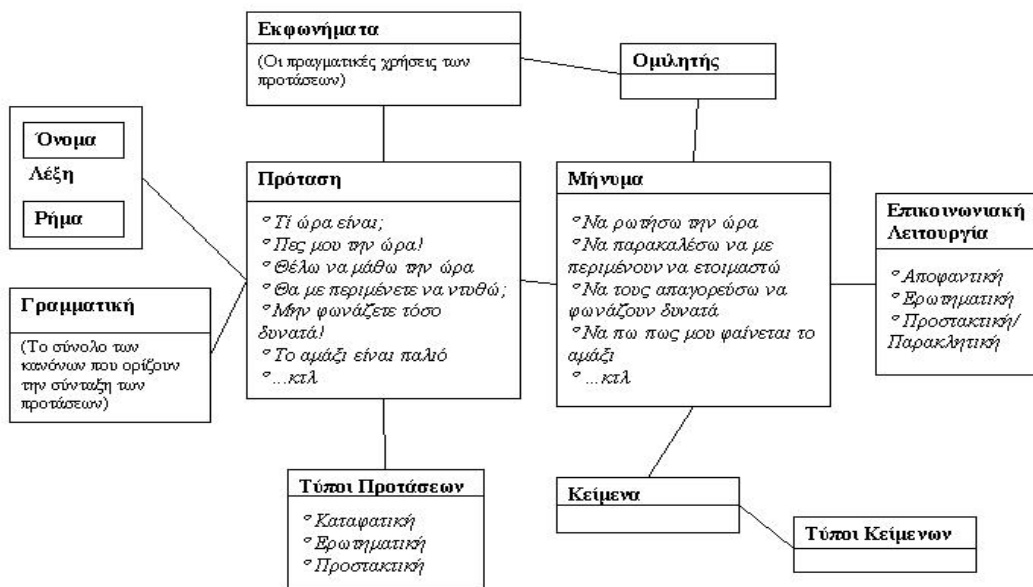 Εκφωνήματα
(Οι πραγματικές χρήσεις των
προτάσεων)
Ομιλητής
Όνομα
Λέξη
Ρήμα
Πρόταση
Τί ώρα είναι;
Πες μου την ώρα!
Θέλω να μάθω την ώρα
Θα με περιμένετε να ντυθώ;
Μην φωνάζετε τόσο
δυνατά!
Το αμάξι είναι παλιό
...κτλ
Μήνυμα
Να ρωτήσω την ώρα
Να παρακαλέσω να με
περιμένουν να ετοιμαστώ
Να τους απαγορεύσω να
φωνάζουν δυνατά
Να πω πως μου φαίνεται το
αμάξι
...κτλ
Επικοινωνιακή
Λειτουργία
Αποφαντική
Ερωτηματική
Προστακτική/
Παρακλητική
Γραμματική
(Το σύνολο των
κανόνων που ορίζουν
την σύνταξη των
προτάσεων)
Τύποι Προτάσεων
Καταφατική
Ερωτηματική
Προστακτική
Κείμενα
Τύποι Κείμενων